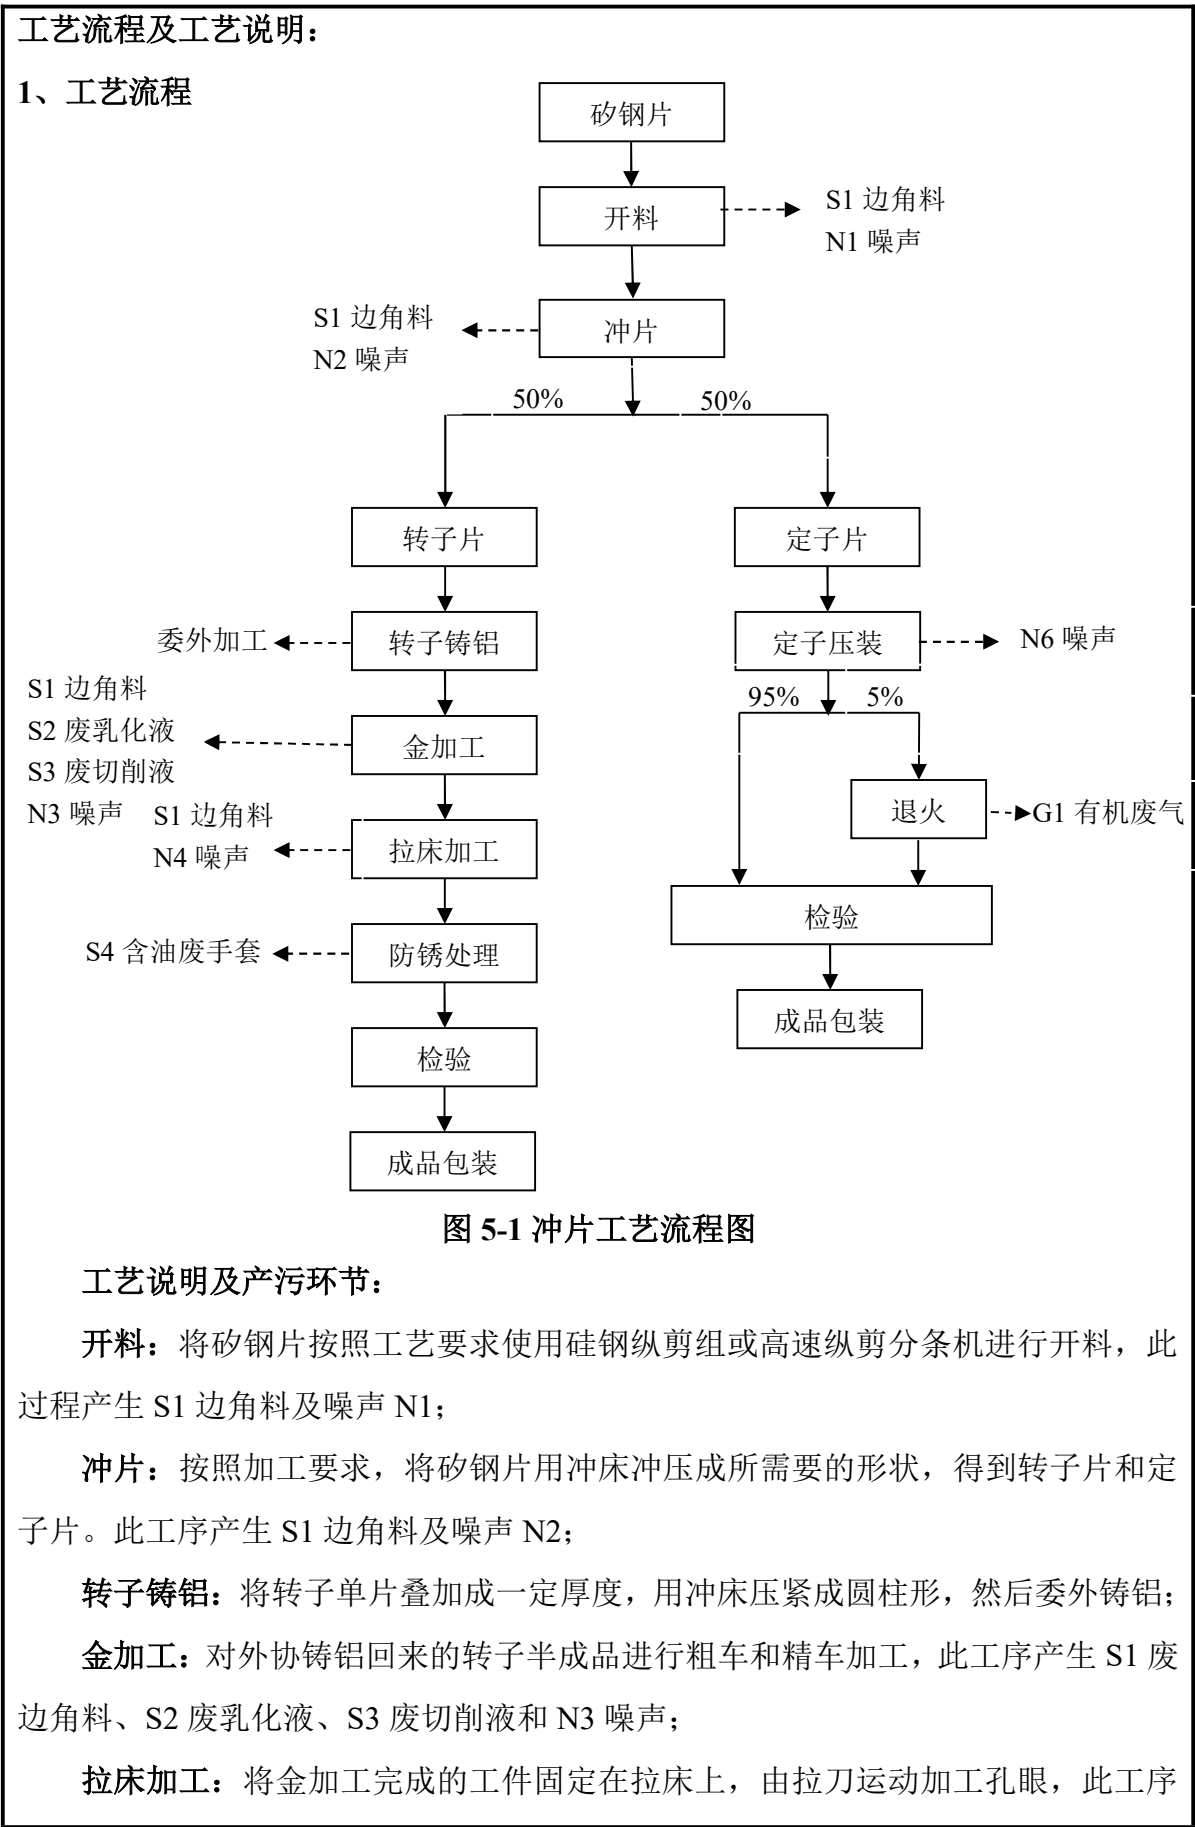 工艺流程及工艺说明：
1、工艺流程
矽钢片
开料
S1 边角料
N1 噪声
冲片
S1 边角料
N2 噪声
50%
50%
转子片
定子片
委外加工
转子铸铝
定子压装
N6 噪声
S1 边角料
S2 废乳化液
S3 废切削液
N3 噪声
金加工
95%
5%
退火
G1 有机废气
S1 边角料
N4 噪声
拉床加工
检验
S4 含油废手套
防锈处理
成品包装
检验
成品包装
图 5-1 冲片工艺流程图
工艺说明及产污环节：
开料：将矽钢片按照工艺要求使用硅钢纵剪组或高速纵剪分条机进行开料，此
过程产生 S1 边角料及噪声 N1；
冲片：按照加工要求，将矽钢片用冲床冲压成所需要的形状，得到转子片和定
子片。此工序产生 S1 边角料及噪声 N2；
转子铸铝：将转子单片叠加成一定厚度，用冲床压紧成圆柱形，然后委外铸铝；
金加工：对外协铸铝回来的转子半成品进行粗车和精车加工，此工序产生 S1 废
边角料、S2 废乳化液、S3 废切削液和 N3 噪声；
拉床加工：将金加工完成的工件固定在拉床上，由拉刀运动加工孔眼，此工序